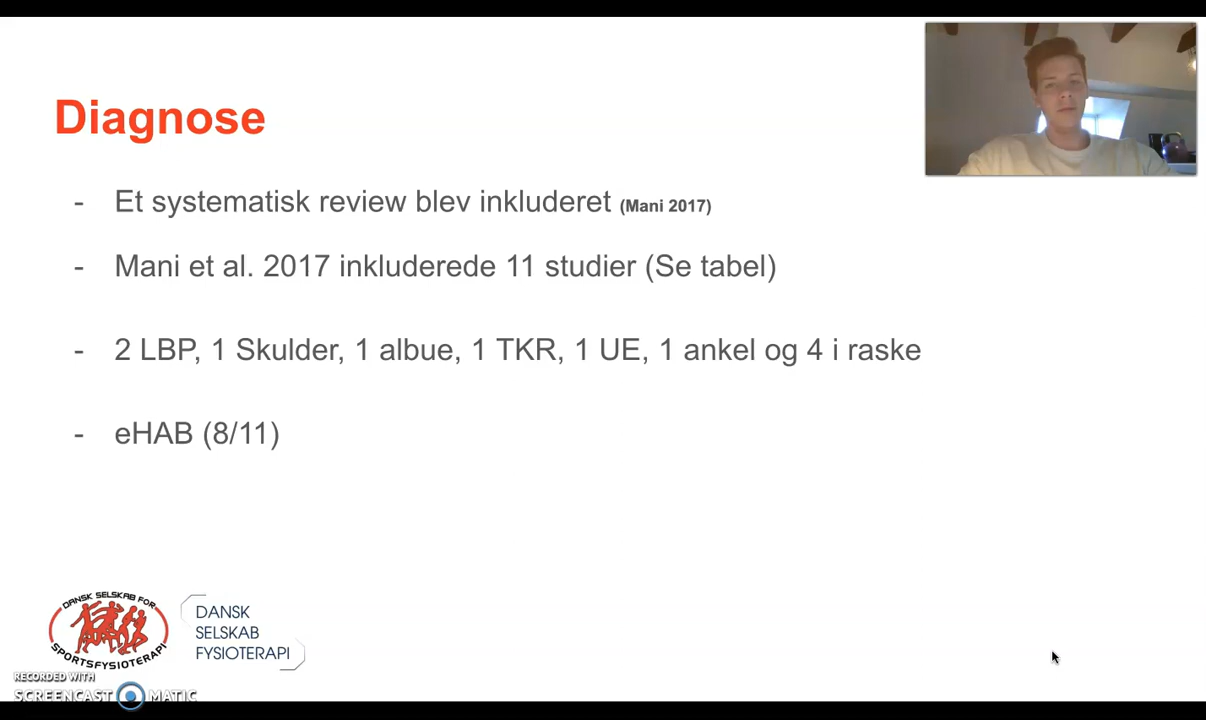 Diagnose
- Et systematisk review blev inkluderet (Mani 2017)
- Mani et al. 2017 inkluderede 11 studier (Se tabel)
- 2 LBP, 1 Skulder, 1 albue, 1 TKR, 1 UE, 1 ankel og 4 i raske
- eHAB (8/11)
DANSK SELSKAB FOR
SPORTSFYSIOTERAPI
DANSK
SELSKAB
FYSIOTERAPI
RECORDED WITH
SCREENCAST MATIC